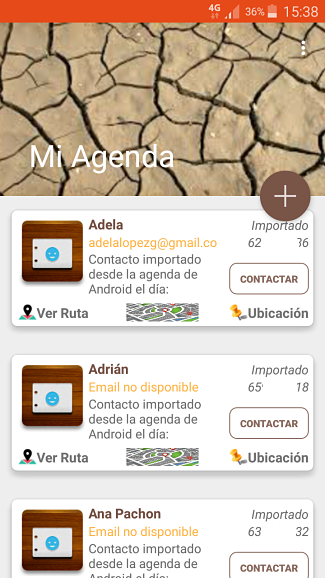 4G 36% 15:38
Mi Agenda
+
Adela Importado
adelalopezg@gmail.co 62 16
Contacto importado
desde la agenda de
Android el día:
CONTACTAR
Ver Ruta Ubicación
Adrián Importado
Email no disponible 65 18
Contacto importado
desde la agenda de
Android el día:
CONTACTAR
Ver Ruta Ubicación
Ana Pachon Importado
Email no disponible 63 32
Contacto importado
desde la agenda de
Android el día:
CONTACTAR